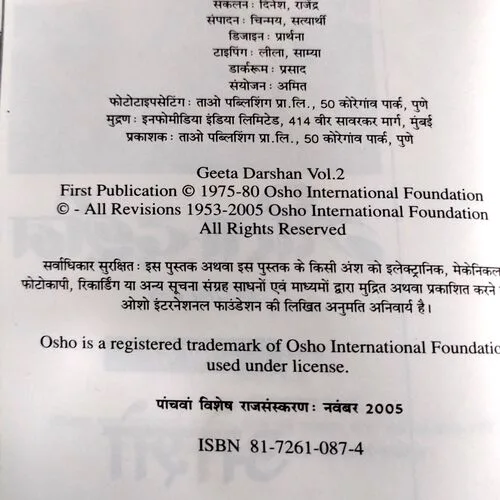 संकलन: दिनेश, राजेंद्र
संपादन: चिन्मय, सत्यार्थी
डिजाइन: प्रार्थना
टाइपिंग: लीला, साम्या
डार्करूम: प्रसाद
संयोजन: अमित
फोटोटाइपसेटिंग: ताओ पब्लिशिंग प्रा.लि., 50 कोरेगांव पार्क, पुणे
मुद्रण: इनफोमीडिया इंडिया लिमिटेड, 414 वीर सावरकर मार्ग, मुंबई
प्रकाशक: ताओ पब्लिशिंग प्रा.लि., 50 कोरेगांव पार्क, पुणे
Geeta Darshan Vol.2
First Publication © 1975-80 Osho International Foundation
© - All Revisions 1953-2005 Osho International Foundation
All Rights Reserved
सर्वाधिकार सुरक्षित: इस पुस्तक अथवा इस पुस्तक के किसी अंश को इलेक्ट्रानिक, मेकेनिकल
फोटोकापी, रिकार्डिंग या अन्य सूचना संग्रह साधनों एवं माध्यमों द्वारा मुद्रित अथवा प्रकाशित करने
ओशो इंटरनेशनल फाउंडेशन की लिखित अनुमति अनिवार्य है।
Osho is a registered trademark of Osho International Foundatio
used under license.
पांचवां विशेष राजसंस्करण: नवंबर 2005
ISBN 81-7261-087-4